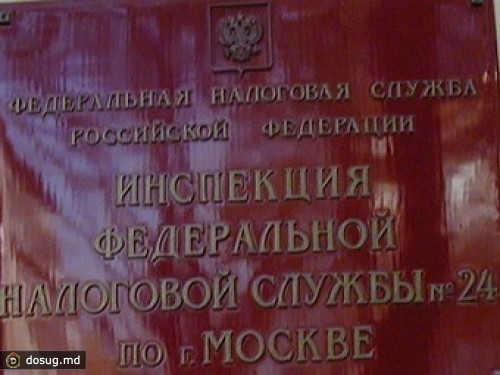 ФЕДЕРАЛЬНАЯ НАЛОГОВАЯ СЛУЖБА
РОССИЙСКОЙ ФЕДЕРАЦИИ
ИНСПЕКЦИЯ
ФЕДЕРАЛЬНОЙ
НАЛОГОВОЙ СЛУЖБЫ № 24
ПО г. МОСКВЕ
dosug.md